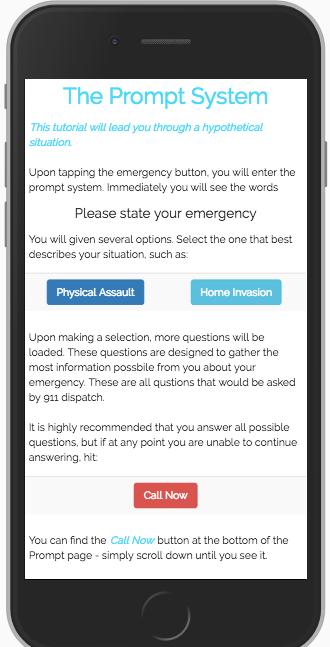 The Prompt System
This tutorial will lead you through a hypothetical
situation.
Upon tapping the emergency button, you will enter the
prompt system. Immediately you will see the words
Please state your emergency
You will given several options. Select the one that best
describes your situation, such as:
Physical Assault
Home Invasion
Upon making a selection, more questions will be
loaded. These questions are designed to gather the
most information possbile from you about your
emergency. These are all qustions that would be asked
by 911 dispatch.
It is highly recommended that you answer all possible
questions, but if at any point you are unable to continue
answering, hit:
Call Now
You can find the Call Now button at the bottom of the
Prompt page - simply scroll down until you see it.